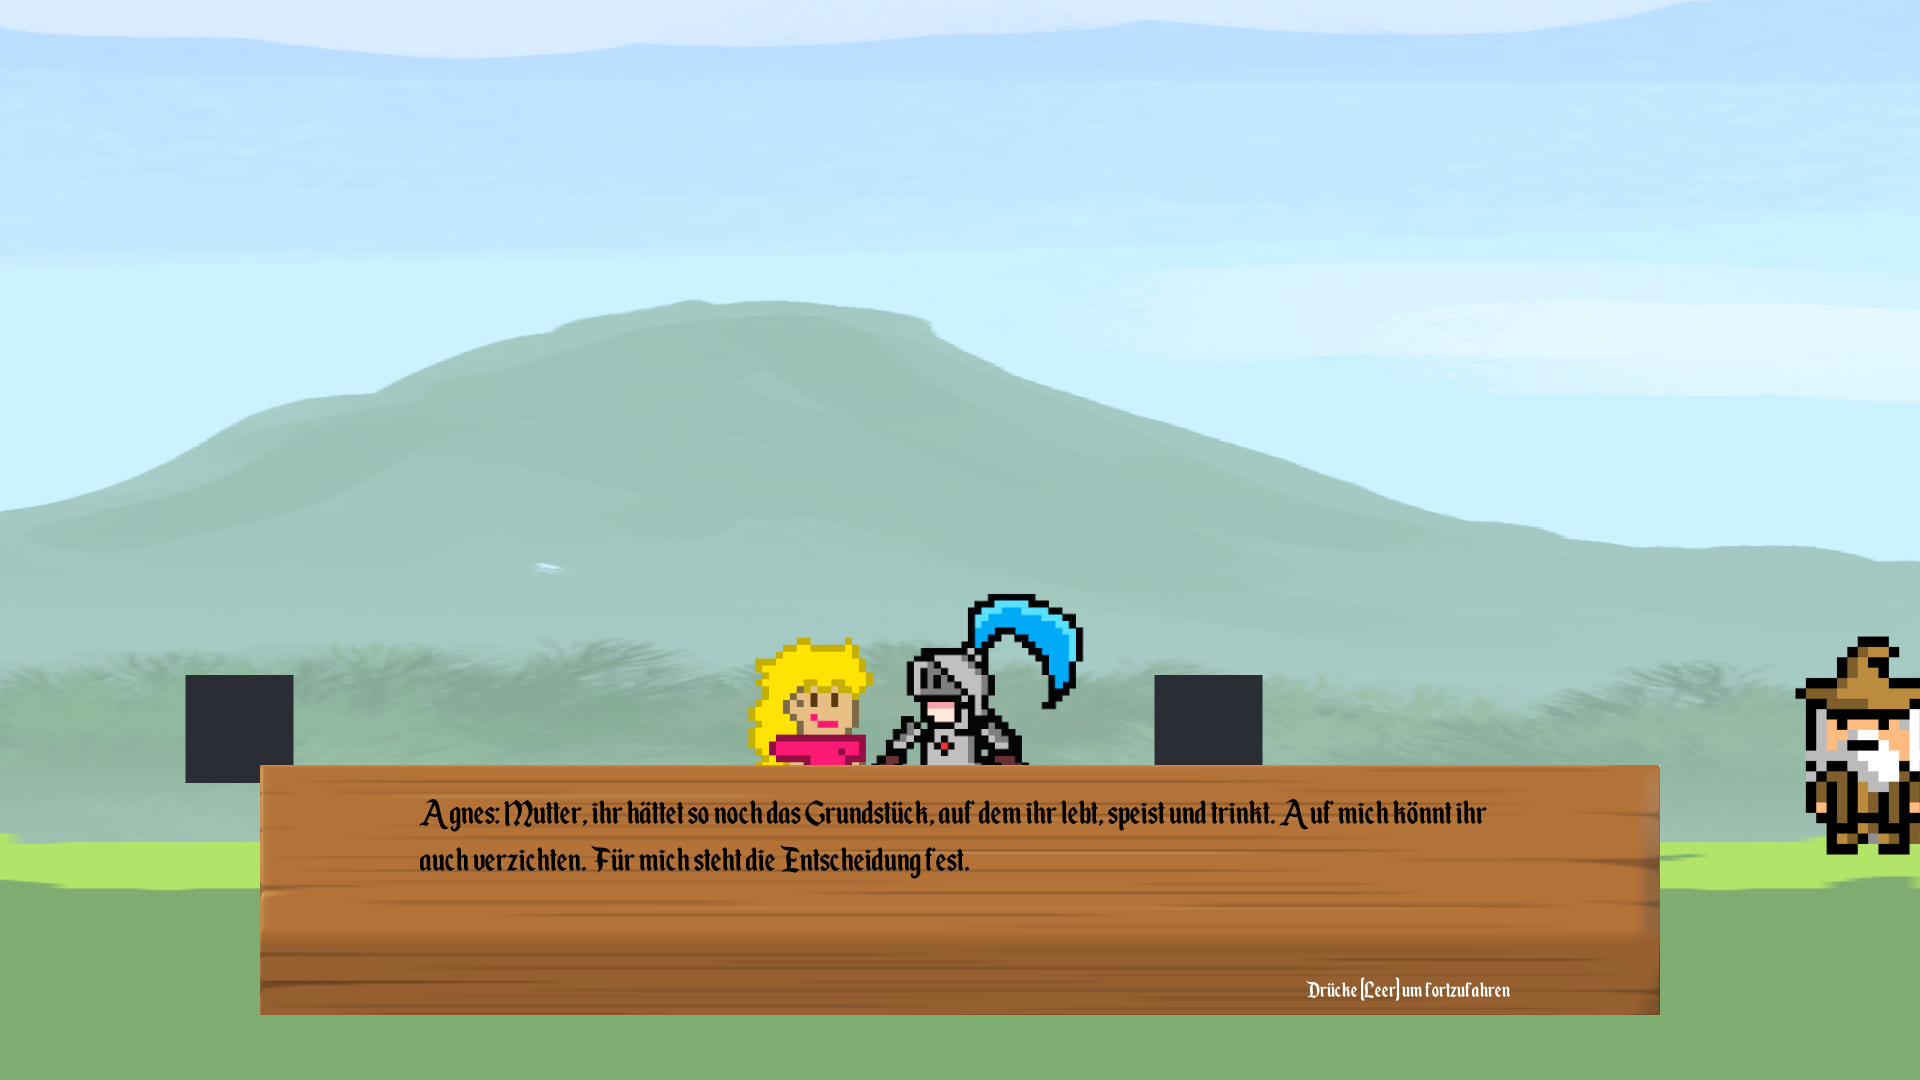 Agnes: Mutter, ihr hättet so noch das Grundstück, auf dem ihr lebt, speist und trinkt. Auf mich könnt ihr
auch verzichten. Für mich steht die Entscheidung fest.
Drücke [Leer] um fortzufahren